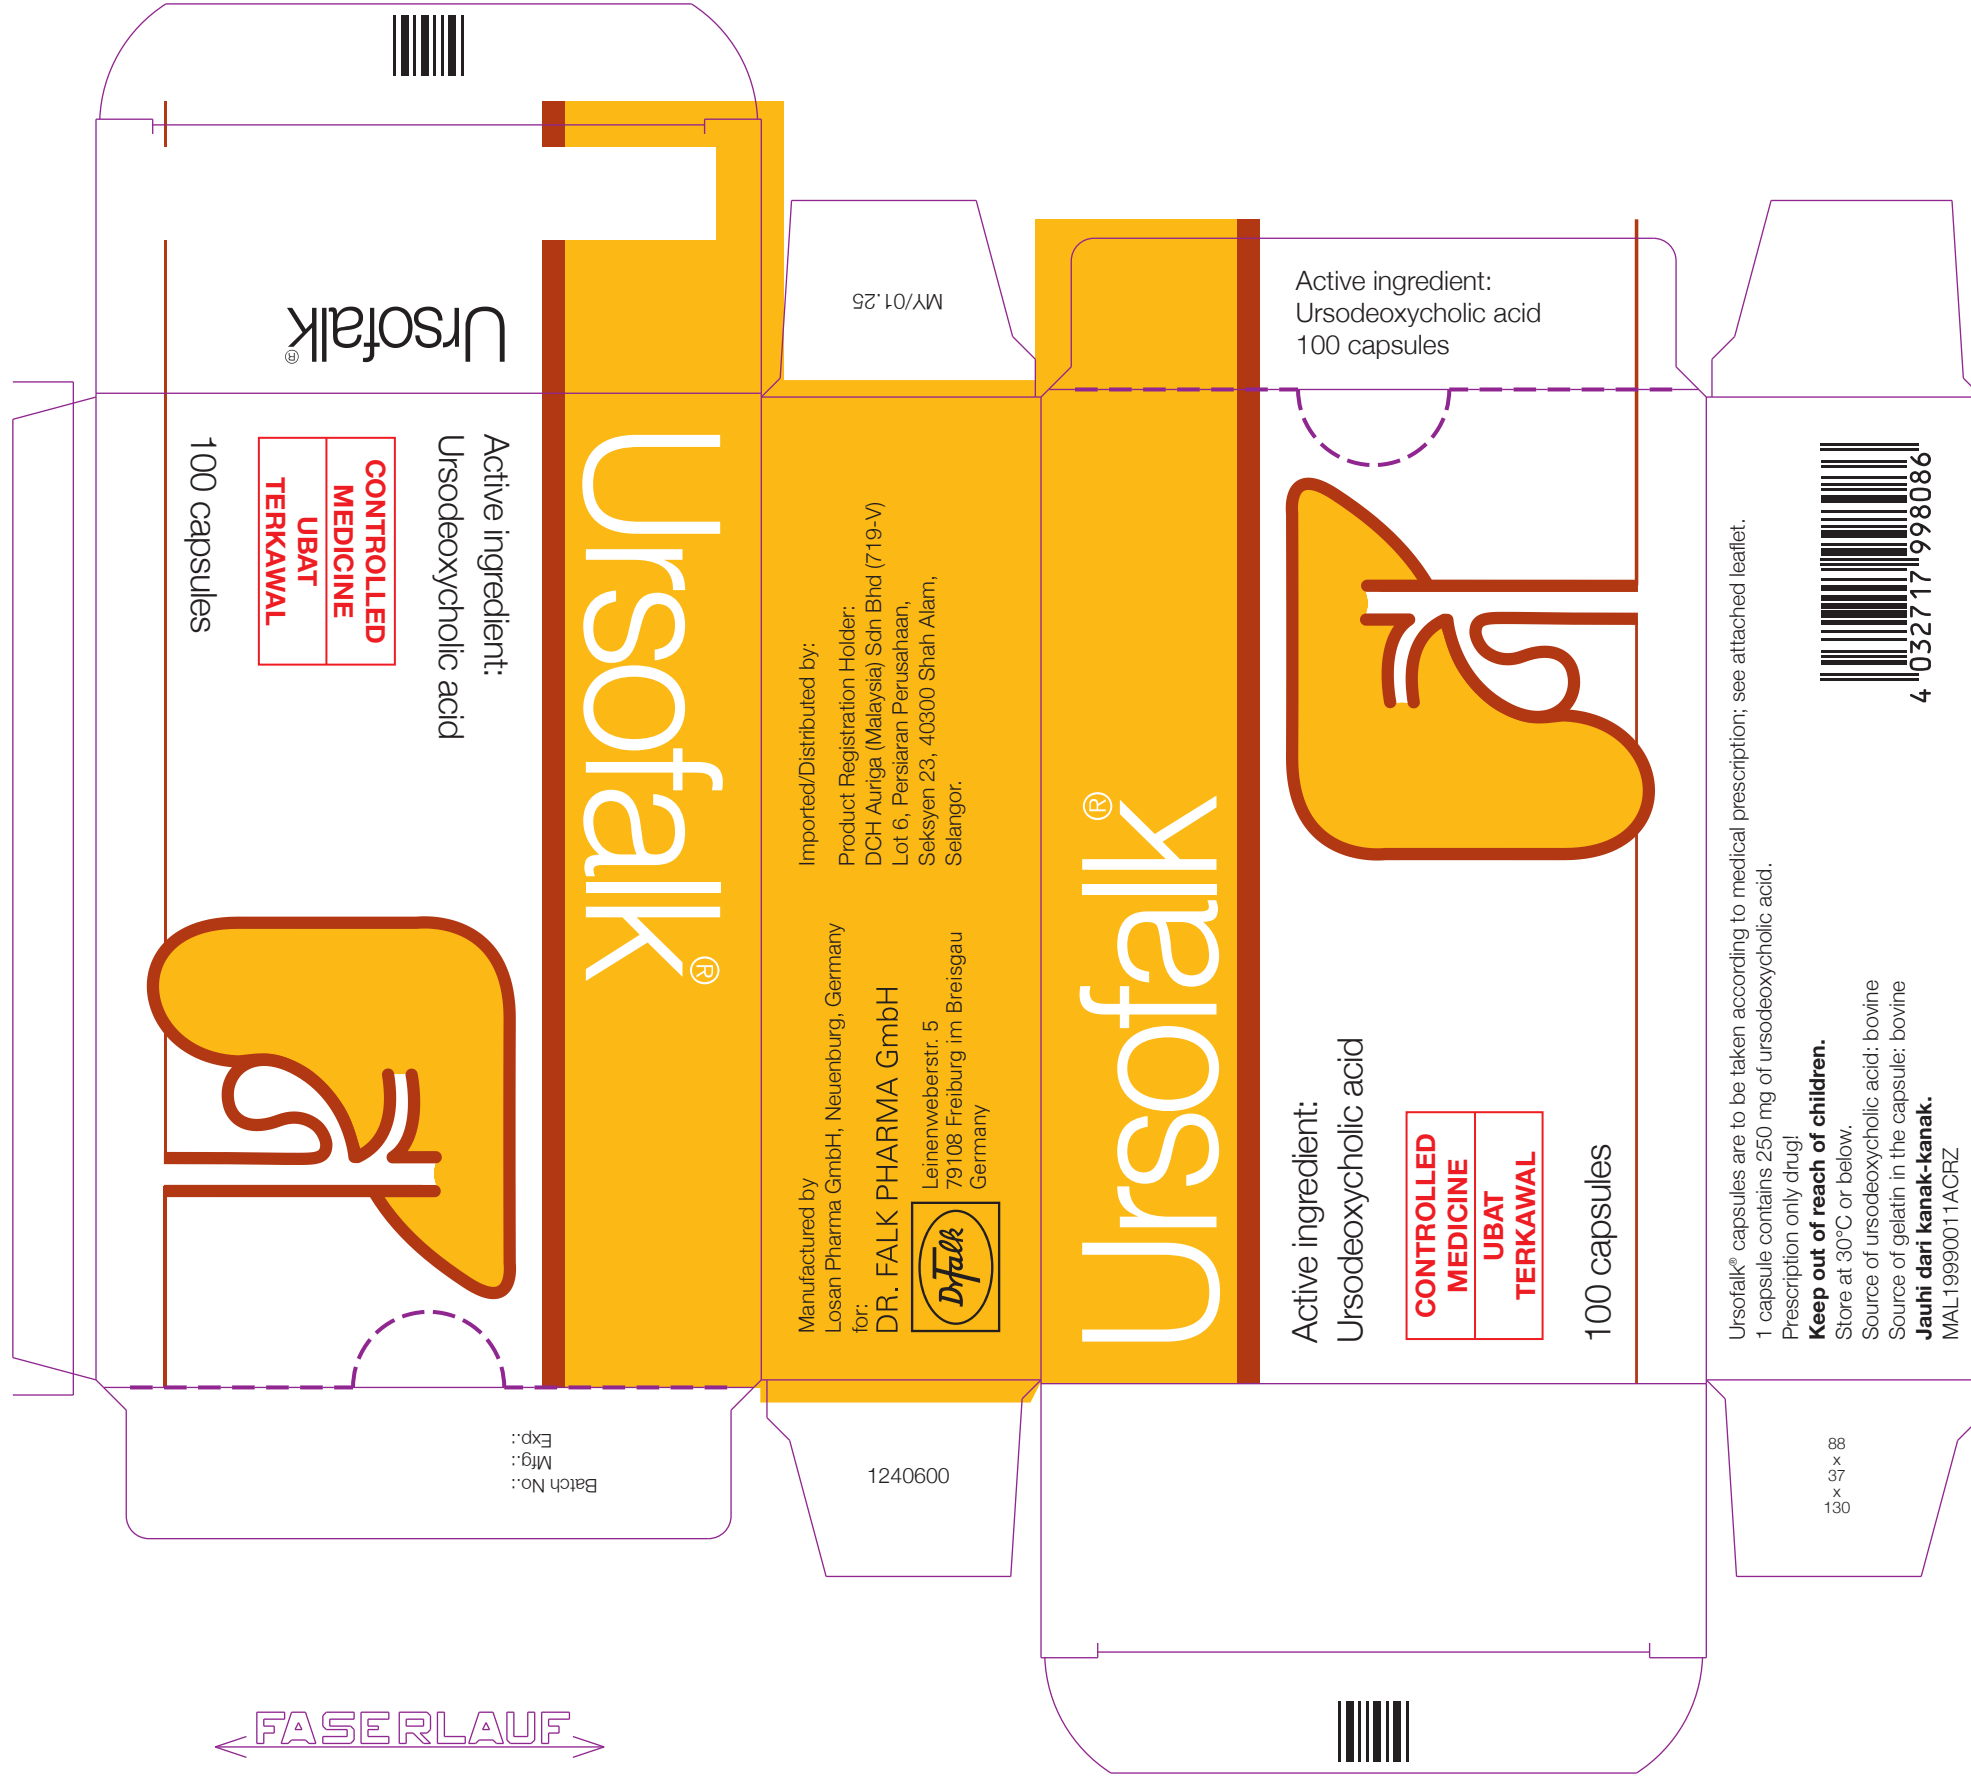 Ursofalk®
100 capsules
CONTROLLED
MEDICINE
UBAT
TERKAWAL
Active ingredient:
Ursodeoxycholic acid
Ursofalk®
Batch No.:
Mfg.:
Exp.:
MY/01.25
Imported/Distributed by:
Product Registration Holder:
DCH Auriga (Malaysia) Sdn Bhd (719-V)
Lot 6, Persiaran Perusahaan,
Seksyen 23, 40300 Shah Alam,
Selangor.
Manufactured by
Losan Pharma GmbH, Neuenburg, Germany
for:
DR. FALK PHARMA GmbH
Leinenweberstr. 5
79108 Freiburg im Breisgau
Germany
Dr Falk
1240600
Active ingredient:
Ursodeoxycholic acid
100 capsules
Ursofalk®
Active ingredient:
Ursodeoxycholic acid
CONTROLLED
MEDICINE
UBAT
TERKAWAL
100 capsules
Ursofalk® capsules are to be taken according to medical prescription; see attached leaflet.
1 capsule contains 250 mg of ursodeoxycholic acid.
Prescription only drug!
Keep out of reach of children.
Store at 30°C or below.
Source of ursodeoxycholic acid: bovine
Source of gelatin in the capsule: bovine
Jauhi dari kanak-kanak.
MAL19990011ACRZ
4 032717 998086
88
x
37
x
130
FASERLAUF